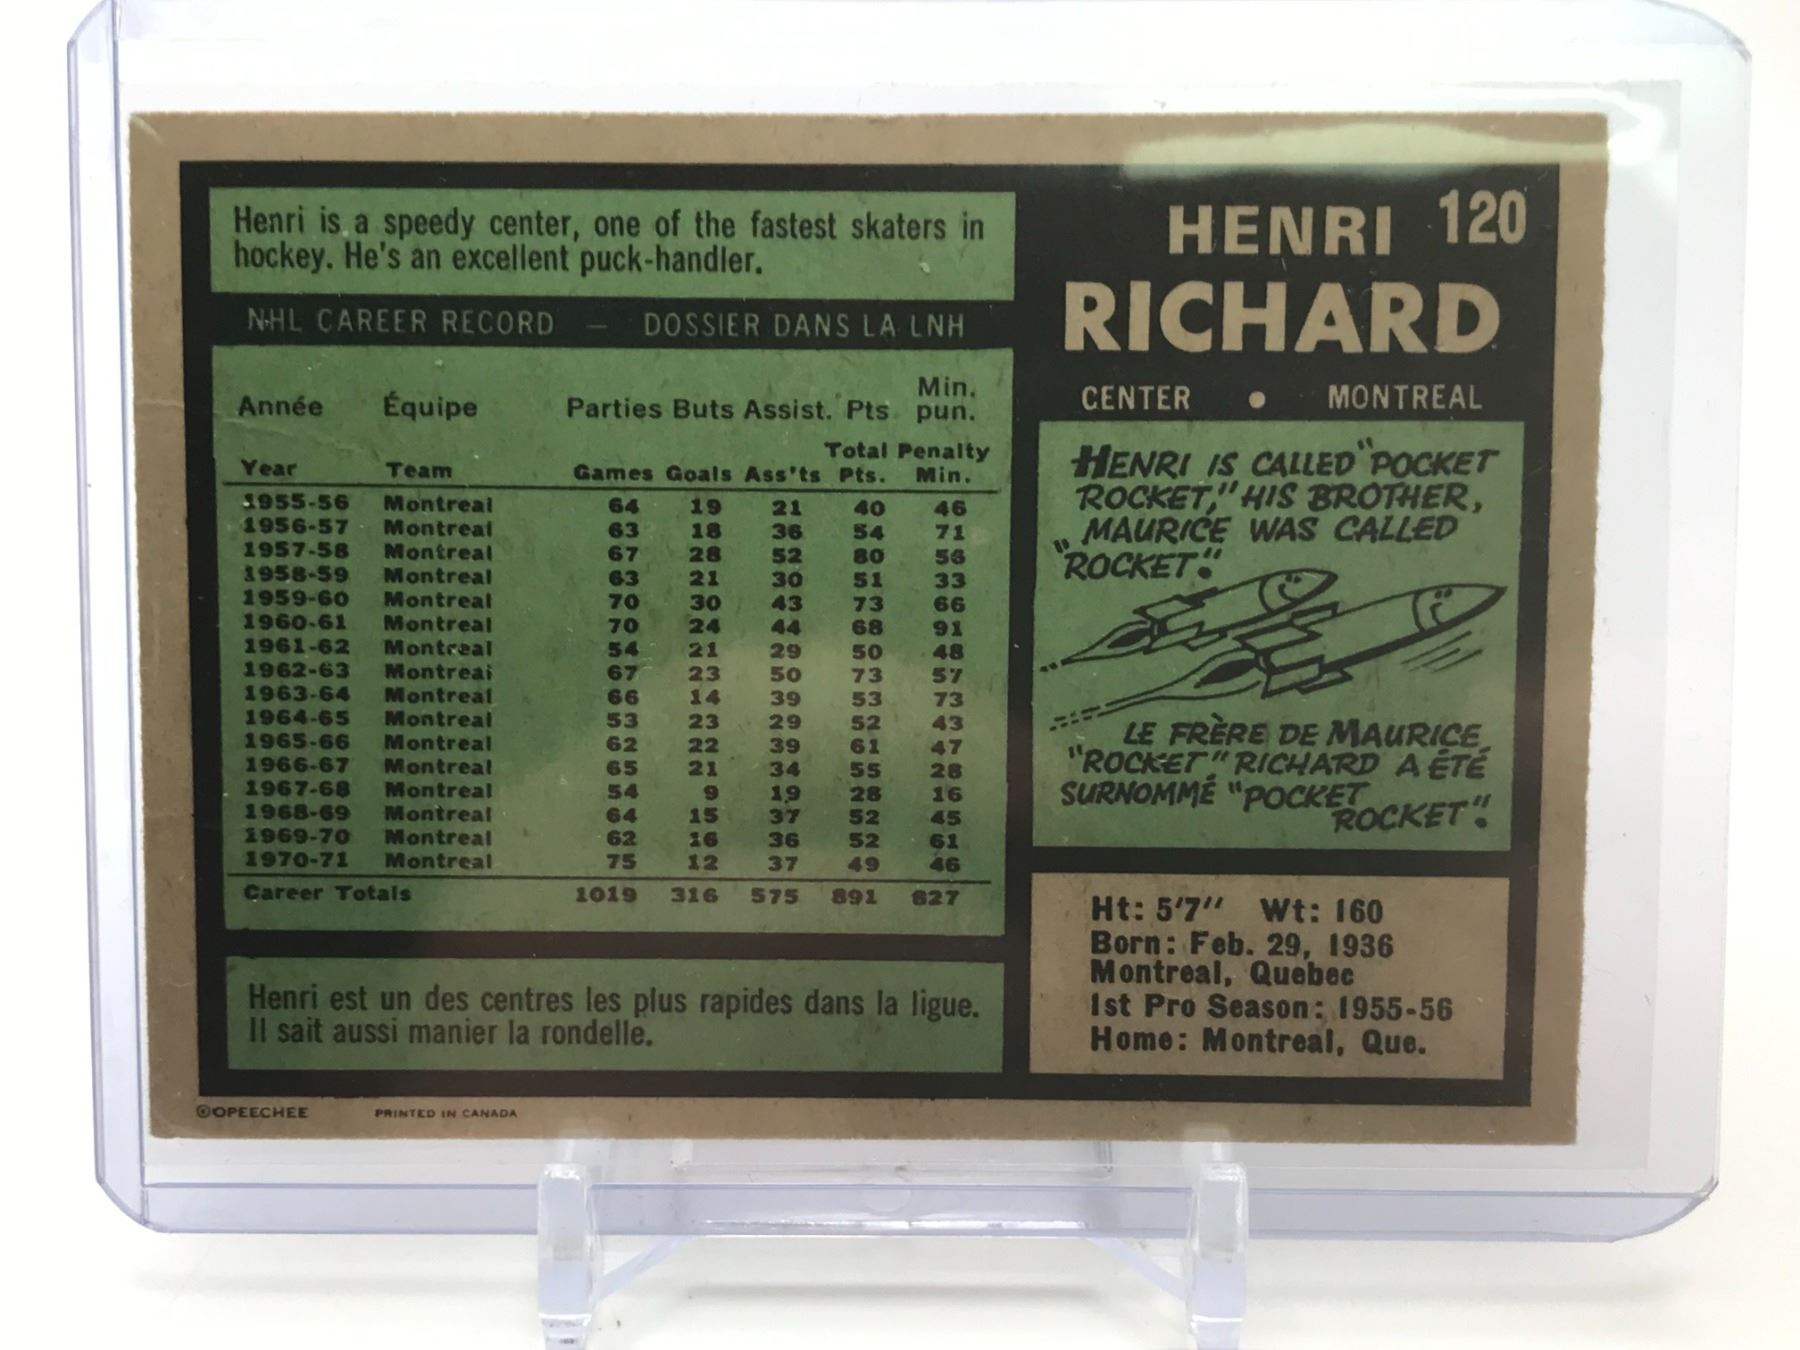 Henri is a speedy center, one of the fastest skaters in
hockey. He's an excellent puck-handler.
NHL CAREER RECORD — DOSSIER DANS LA LNH
Année Équipe Parties Buts Assist. Pts Min. pun.
Year Team Games Goals Ass'ts Total Pts. Penalty Min.
1955-56 Montreal 64 19 21 40 46
1956-57 Montreal 63 18 36 54 71
1957-58 Montreal 67 28 52 80 56
1958-59 Montreal 63 21 30 51 33
1959-60 Montreal 70 30 43 73 66
1960-61 Montreal 70 24 44 68 91
1961-62 Montreal 54 21 29 50 48
1962-63 Montreal 67 23 50 73 57
1963-64 Montreal 66 14 39 53 73
1964-65 Montreal 53 23 29 52 43
1965-66 Montreal 62 22 39 61 47
1966-67 Montreal 65 21 34 55 28
1967-68 Montreal 54 9 19 28 16
1968-69 Montreal 64 15 37 52 45
1969-70 Montreal 62 16 36 52 61
1970-71 Montreal 75 12 37 49 46
Career Totals 1019 316 575 891 827
Henri est un des centres les plus rapides dans la ligue.
Il sait aussi manier la rondelle.
©OPEECHEE PRINTED IN CANADA
HENRI 120
RICHARD
CENTER • MONTREAL
HENRI IS CALLED "POCKET
ROCKET," HIS BROTHER,
MAURICE WAS CALLED
"ROCKET".
LE FRÈRE DE MAURICE
"ROCKET" RICHARD A ÉTÉ
SURNOMMÉ "POCKET
ROCKET".
Ht: 5'7" Wt: 160
Born: Feb. 29, 1936
Montreal, Quebec
1st Pro Season: 1955-56
Home: Montreal, Que.